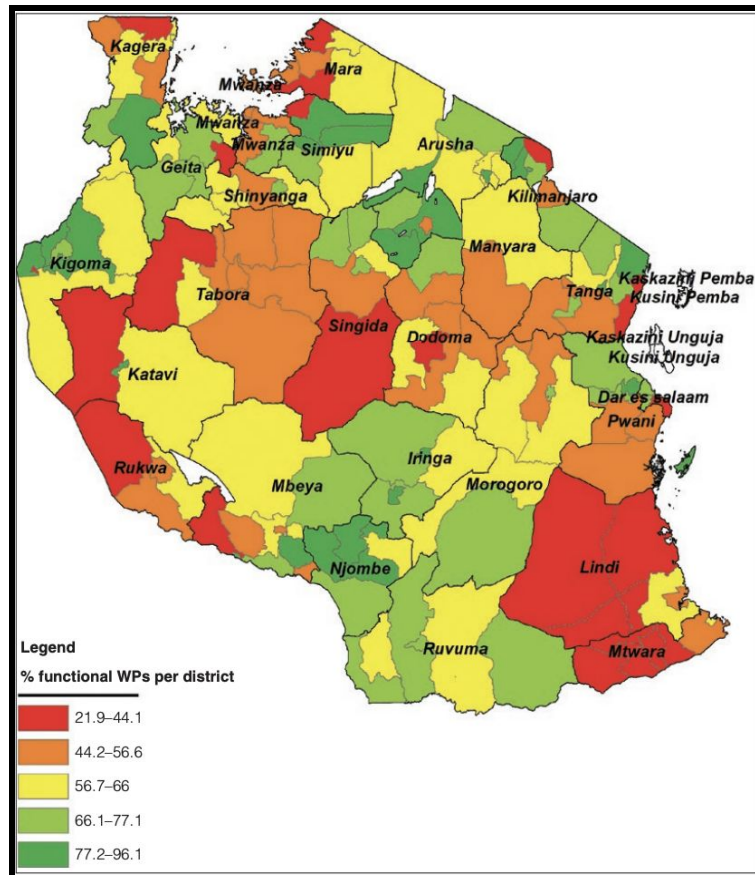 Kagera
Mara
Mwanza
Mwanza
Mwanza
Simiyu
Arusha
Geita
Shinyanga
Kilimanjaro
Kigoma
Manyara
Tabora
Tanga
Kaskazini Pemba
Kusini Pemba
Singida
Dodoma
Kaskazini Unguja
Kusini Unguja
Katavi
Dar es salaam
Pwani
Rukwa
Mbeya
Iringa
Morogoro
Njombe
Lindi
Ruvuma
Mtwara
Legend
% functional WPs per district
21.9–44.1
44.2–56.6
56.7–66
66.1–77.1
77.2–96.1